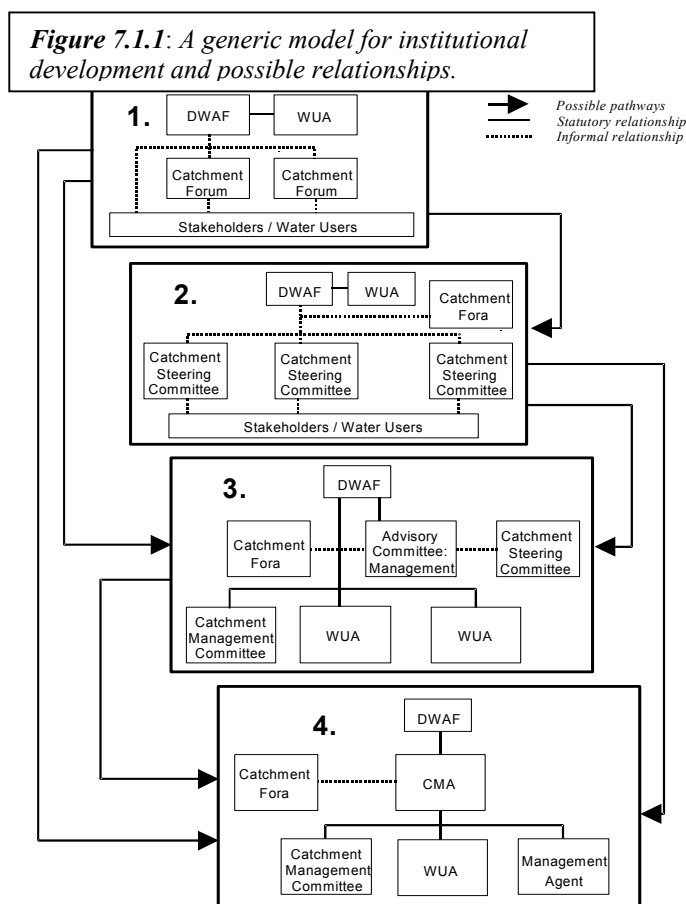 Figure 7.1.1: A generic model for institutional
development and possible relationships.
Possible pathways
Statutory relationship
Informal relationship
1.
DWAF
WUA
Catchment
Forum
Catchment
Forum
Stakeholders / Water Users
2.
DWAF
WUA
Catchment
Fora
Catchment
Steering
Committee
Catchment
Steering
Committee
Catchment
Steering
Committee
Stakeholders / Water Users
3.
DWAF
Catchment
Fora
Advisory
Committee:
Management
Catchment
Steering
Committee
Catchment
Management
Committee
WUA
WUA
4.
DWAF
Catchment
Fora
CMA
Catchment
Management
Committee
WUA
Management
Agent